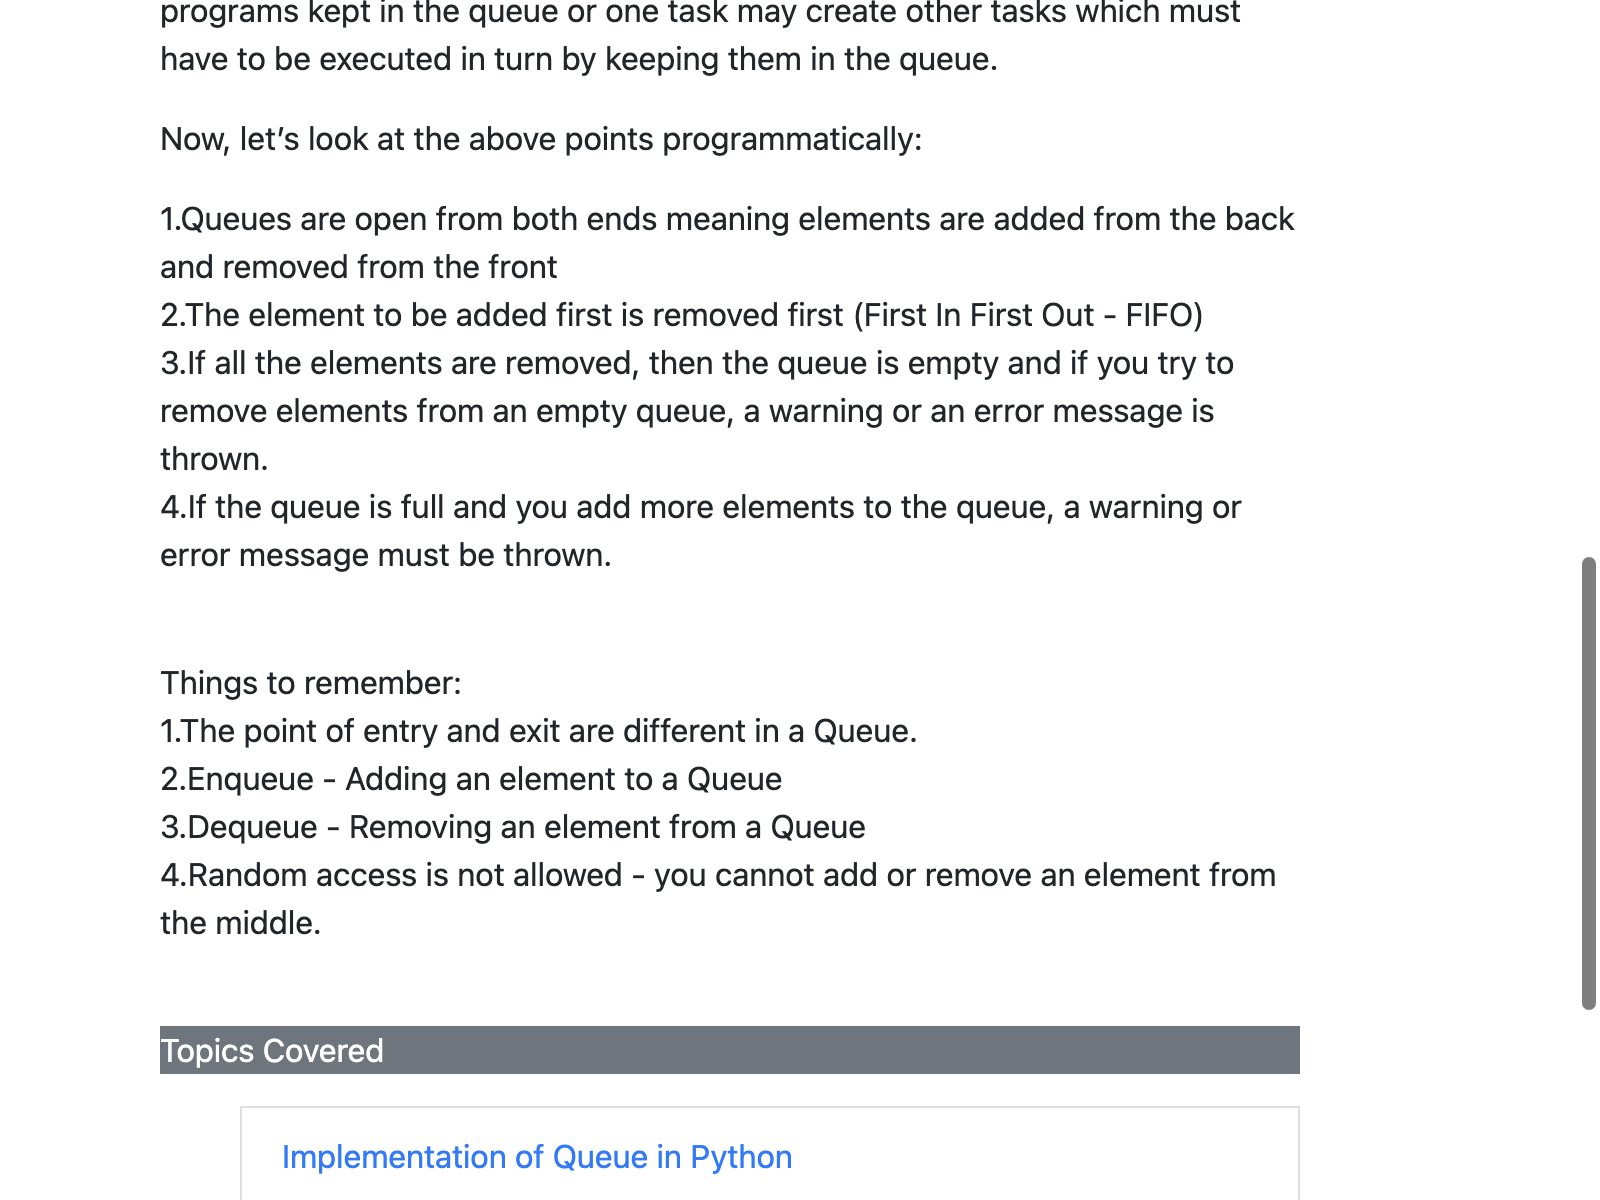 programs kept in the queue or one task may create other tasks which must
have to be executed in turn by keeping them in the queue.
Now, let’s look at the above points programmatically:
1.Queues are open from both ends meaning elements are added from the back
and removed from the front
2.The element to be added first is removed first (First In First Out - FIFO)
3.If all the elements are removed, then the queue is empty and if you try to
remove elements from an empty queue, a warning or an error message is
thrown.
4.If the queue is full and you add more elements to the queue, a warning or
error message must be thrown.
Things to remember:
1.The point of entry and exit are different in a Queue.
2.Enqueue - Adding an element to a Queue
3.Dequeue - Removing an element from a Queue
4.Random access is not allowed - you cannot add or remove an element from
the middle.
Topics Covered
Implementation of Queue in Python